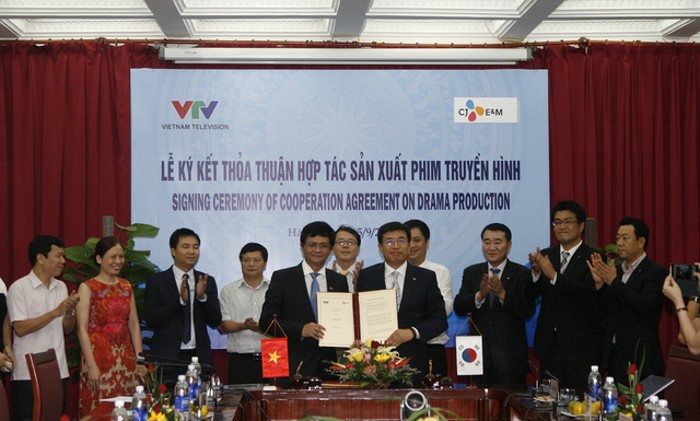 VTV
VIETNAM TELEVISION
CJ E&M
LỄ KÝ KẾT THỎA THUẬN HỢP TÁC SẢN XUẤT PHIM TRUYỀN HÌNH
SIGNING CEREMONY OF COOPERATION AGREEMENT ON DRAMA PRODUCTION